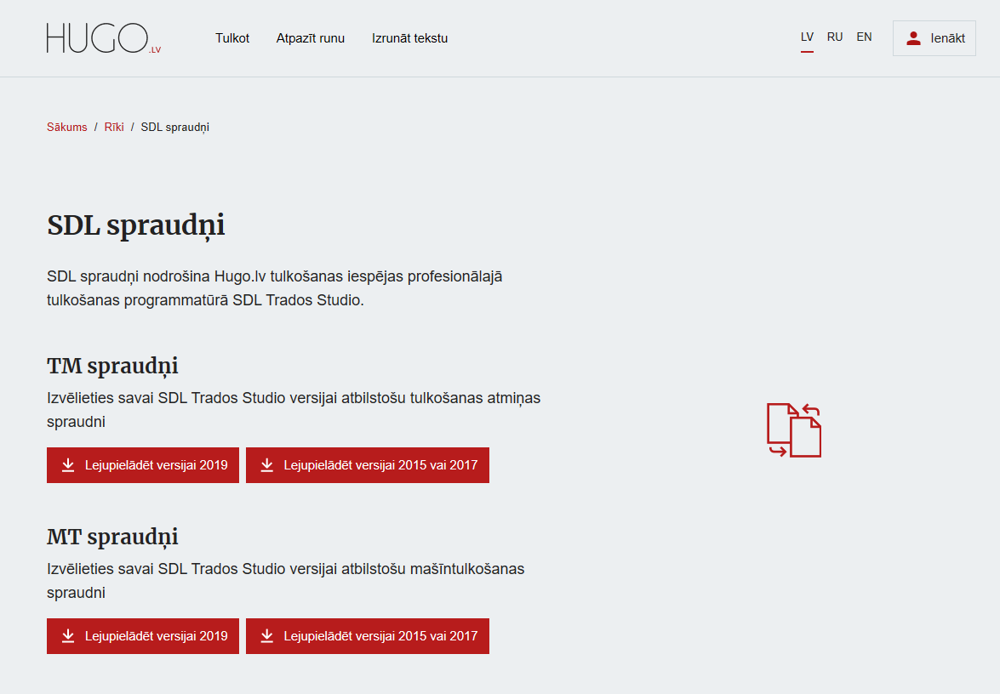 HUGO.LV
Tulkot
Atpazīt runu
Izrunāt tekstu
LV
RU
EN
Ienākt
Sākums / Rīki / SDL spraudņi
SDL spraudņi
SDL spraudņi nodrošina Hugo.lv tulkošanas iespējas profesionālajā
tulkošanas programmatūrā SDL Trados Studio.
TM spraudņi
Izvēlieties savai SDL Trados Studio versijai atbilstošu tulkošanas atmiņas
spraudni
Lejupielādēt versijai 2019
Lejupielādēt versijai 2015 vai 2017
MT spraudņi
Izvēlieties savai SDL Trados Studio versijai atbilstošu mašīntulkošanas
spraudni
Lejupielādēt versijai 2019
Lejupielādēt versijai 2015 vai 2017